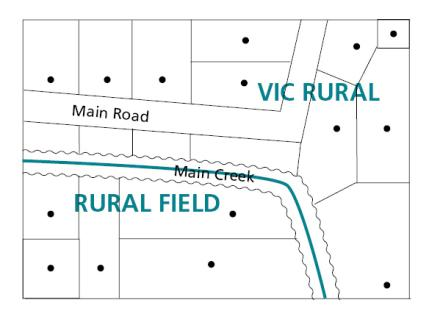 VIC RURAL
Main Road
Main Creek
RURAL FIELD